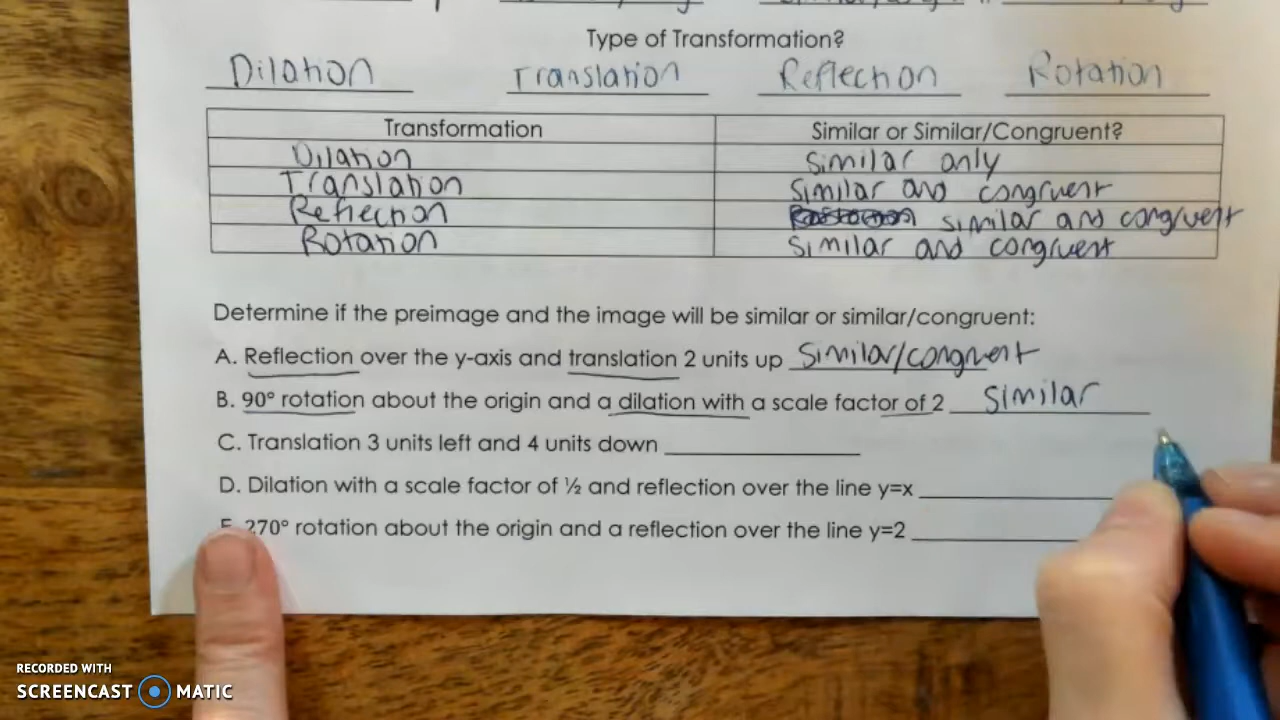 Type of Transformation?
Dilation Translation Reflection Rotation
Transformation Similar or Similar/Congruent?
Dilation Similar only
Translation Similar and congruent
Reflection similar and congruent
Rotation Similar and congruent
Determine if the preimage and the image will be similar or similar/congruent:
A. Reflection over the y-axis and translation 2 units up Similar/congruent
B. 90° rotation about the origin and a dilation with a scale factor of 2 Similar
C. Translation 3 units left and 4 units down
D. Dilation with a scale factor of ½ and reflection over the line y=x
270° rotation about the origin and a reflection over the line y=2
RECORDED WITH
SCREENCAST MATIC